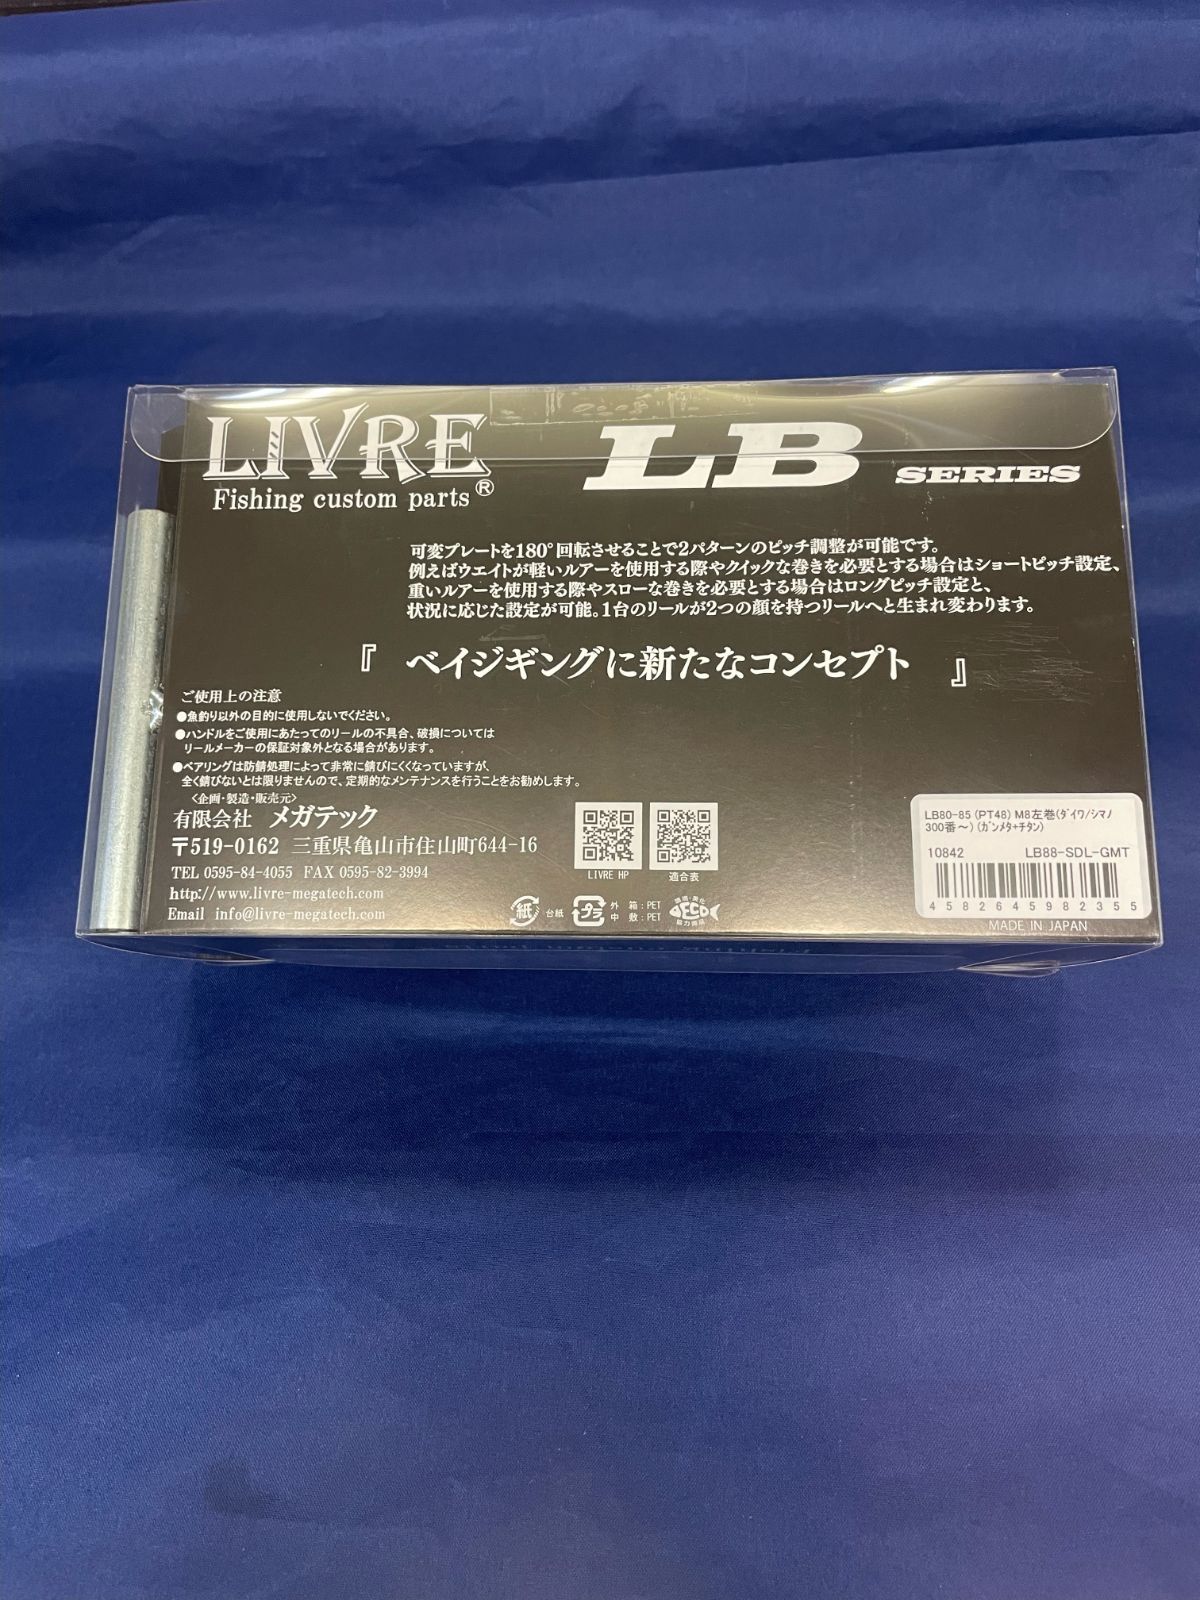 LIVRE
Fishing custom parts®
LB SERIES
可変プレートを180°回転させることで2パターンのピッチ調整が可能です。
例えばウエイトが軽いルアーを使用する際やクイックな巻きを必要とする場合はショートピッチ設定、
重いルアーを使用する際やスローな巻きを必要とする場合はロングピッチ設定と、
状況に応じた設定が可能。1台のリールが2つの顔を持つリールへと生まれ変わります。
『 ベイジギングに新たなコンセプト 』
ご使用上の注意
●魚釣り以外の目的に使用しないでください。
●ハンドルをご使用にあたってのリールの不具合、破損については
リールメーカーの保証対象外となる場合があります。
●ベアリングは防錆処理によって非常に錆びにくくなっていますが、
全く錆びないとは限りませんので、定期的なメンテナンスを行うことをお勧めします。
<企画・製造・販売元>
有限会社 メガテック
〒519-0162 三重県亀山市住山町644-16
TEL 0595-84-4055 FAX 0595-82-3994
http://www.livre-megatech.com
Email info@livre-megatech.com
LIVRE HP
適合表
紙 台紙
プラ 外箱:PET
中敷:PET
ECO
LB80-85 (PT48) M8左巻(ﾀﾞｲﾜ/ｼﾏﾉ
300番～) (ｶﾞﾝﾒﾀ+ﾁﾀﾝ)
10842 LB88-SDL-GMT
4582645982355
MADE IN JAPAN